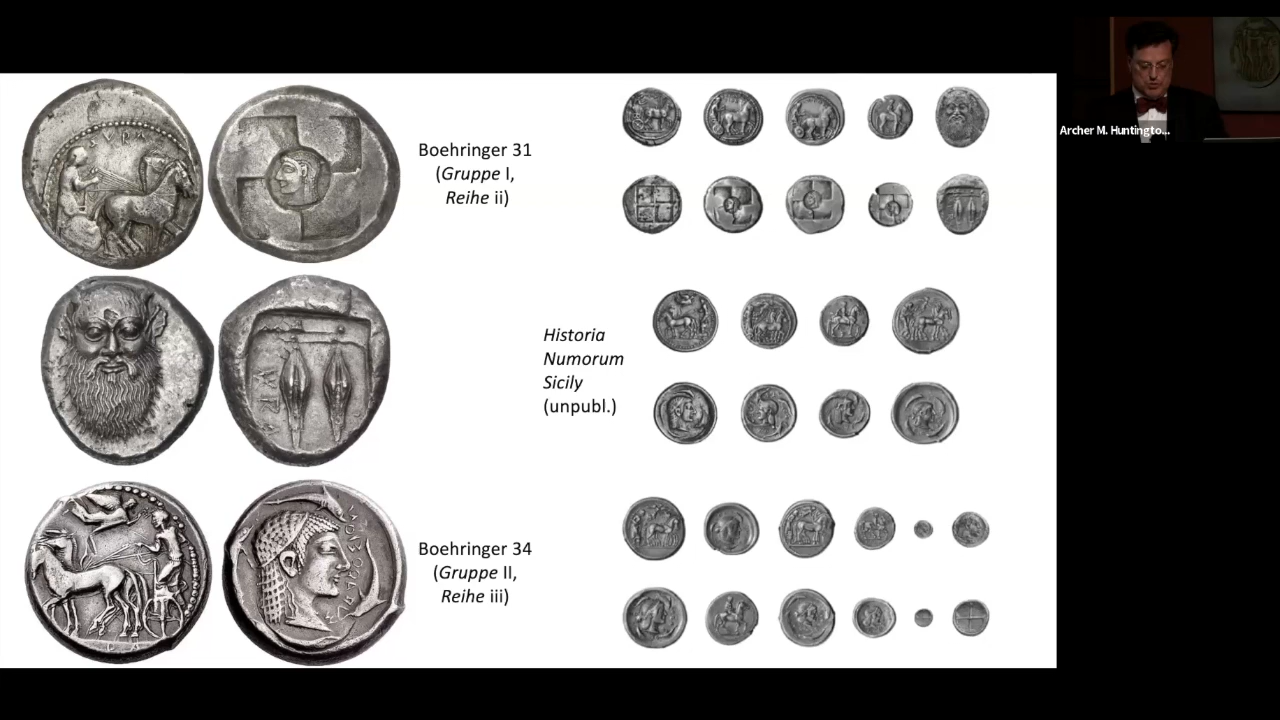 Boehringer 31
(Gruppe I,
Reihe ii)
Historia
Numorum
Sicily
(unpubl.)
Boehringer 34
(Gruppe II,
Reihe iii)
Archer M. Huntingto...